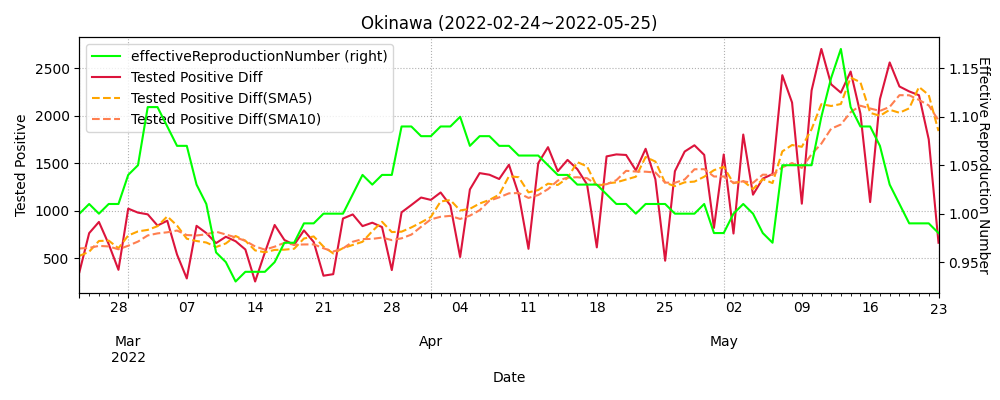 Okinawa (2022-02-24~2022-05-25)
effectiveReproductionNumber (right)
Tested Positive Diff
Tested Positive Diff(SMA5)
Tested Positive Diff(SMA10)
Tested Positive
2500
2000
1500
1000
500
Effective Reproduction Number
1.15
1.10
1.05
1.00
0.95
28 07 14 21 28 04 11 18 25 02 09 16 23
Mar Apr May
2022
Date